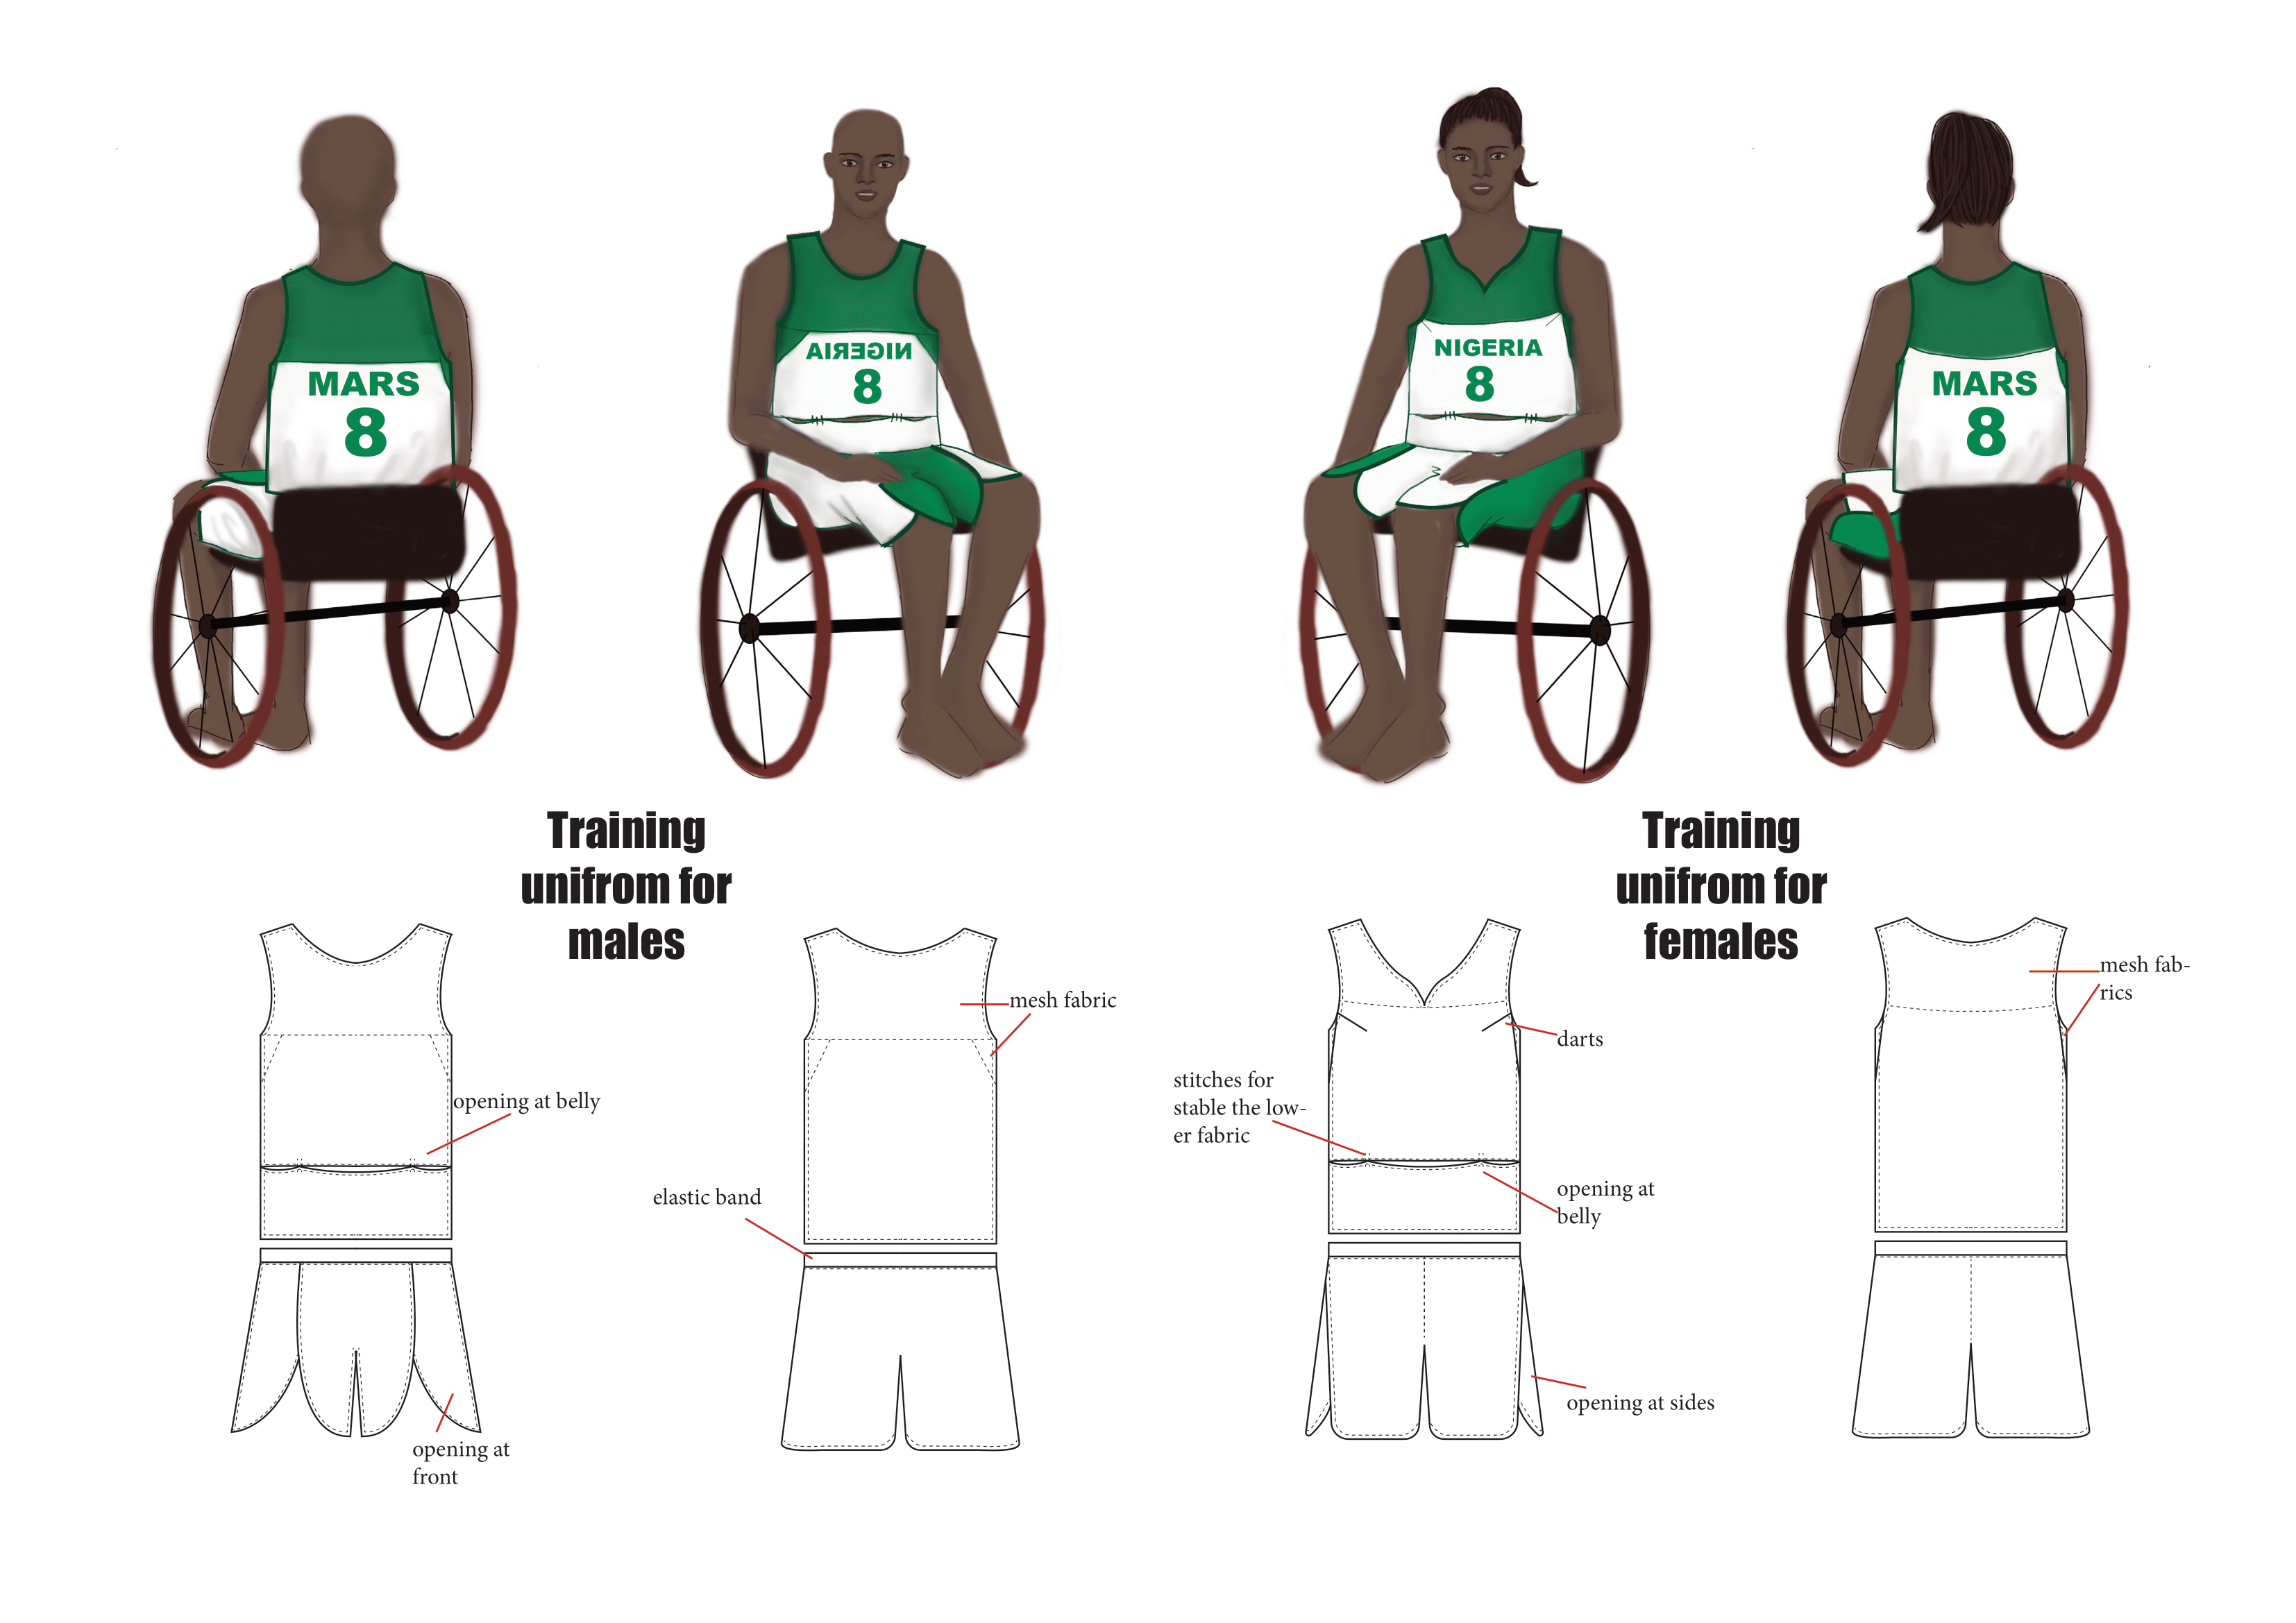 MARS
8
NIGERIA
8
NIGERIA
8
MARS
8
Training
unifrom for
males
Training
unifrom for
females
mesh fabric
opening at belly
elastic band
opening at
front
mesh fab-
rics
darts
stitches for
stable the low-
er fabric
opening at
belly
opening at sides